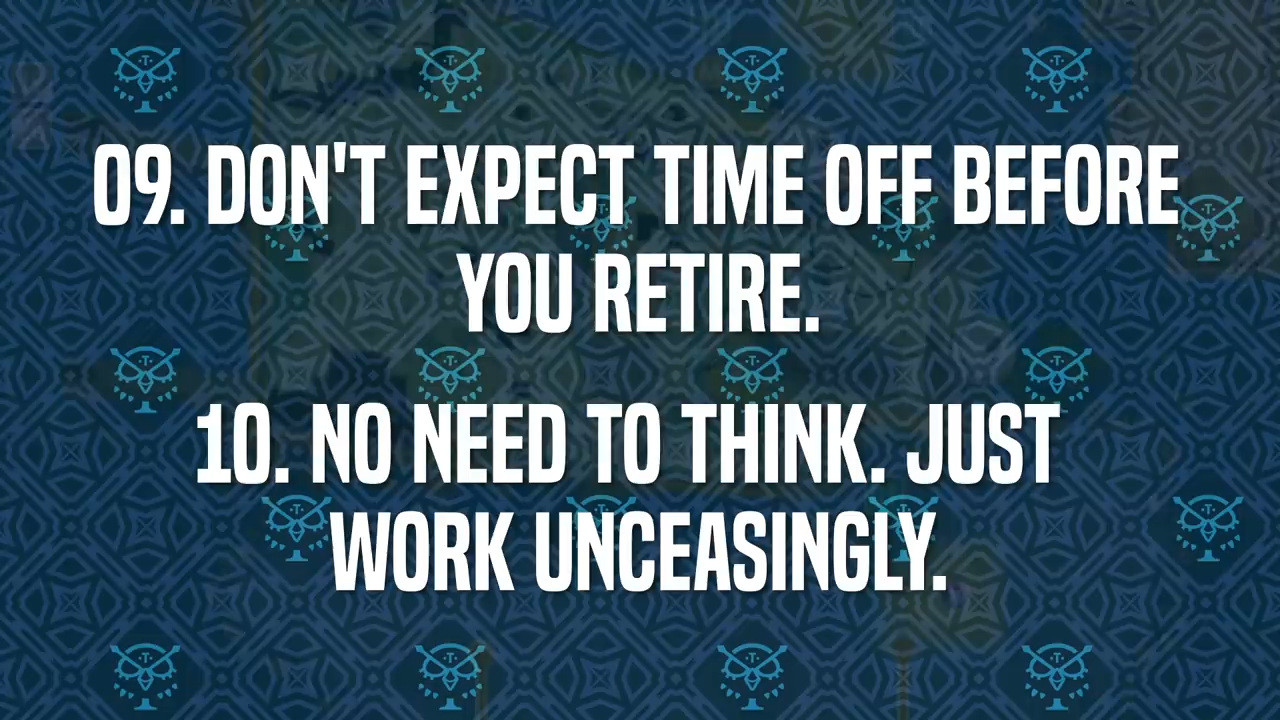 09. DON'T EXPECT TIME OFF BEFORE
YOU RETIRE.
10. NO NEED TO THINK. JUST
WORK UNCEASINGLY.